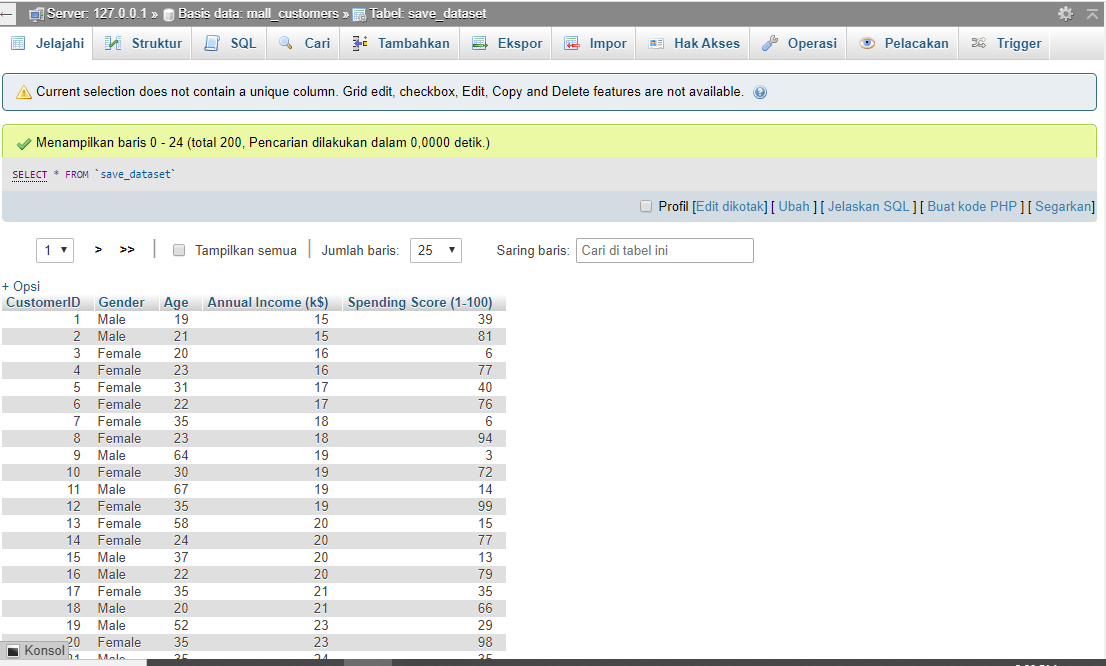 Server: 127.0.0.1 » Basis data: mall_customers » Tabel: save_dataset
Jelajahi Struktur SQL Cari Tambahkan Ekspor Impor Hak Akses Operasi Pelacakan Trigger
Current selection does not contain a unique column. Grid edit, checkbox, Edit, Copy and Delete features are not available.
Menampilkan baris 0 - 24 (total 200, Pencarian dilakukan dalam 0,0000 detik.)
SELECT * FROM `save_dataset`
Profil [Edit dikotak] [ Ubah ] [ Jelaskan SQL ] [ Buat kode PHP ] [ Segarkan]
1 > >> | Tampilkan semua | Jumlah baris: 25 Saring baris: Cari di tabel ini
+ Opsi
CustomerID Gender Age Annual Income (k$) Spending Score (1-100)
1 Male 19 15 39
2 Male 21 15 81
3 Female 20 16 6
4 Female 23 16 77
5 Female 31 17 40
6 Female 22 17 76
7 Female 35 18 6
8 Female 23 18 94
9 Male 64 19 3
10 Female 30 19 72
11 Male 67 19 14
12 Female 35 19 99
13 Female 58 20 15
14 Female 24 20 77
15 Male 37 20 13
16 Male 22 20 79
17 Female 35 21 35
18 Male 20 21 66
19 Male 52 23 29
20 Female 35 23 98
Konsol
21 Male 35 24 35